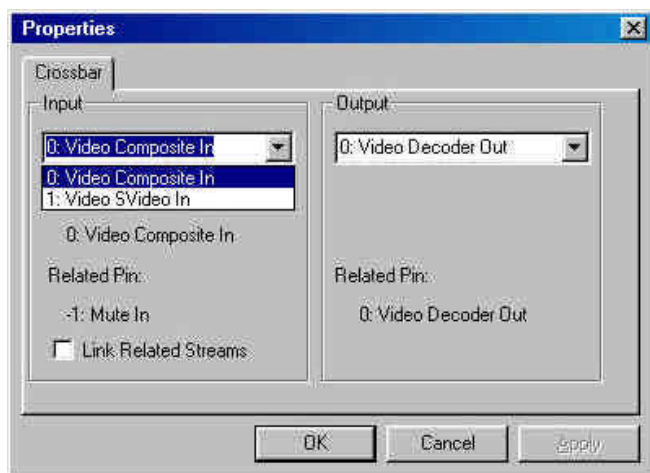 Properties
Crossbar
Input
0: Video Composite In
0: Video Composite In
1: Video SVideo In
0: Video Composite In
Related Pin:
-1: Mute In
Link Related Streams
Output
0: Video Decoder Out
Related Pin:
0: Video Decoder Out
OK
Cancel
Apply